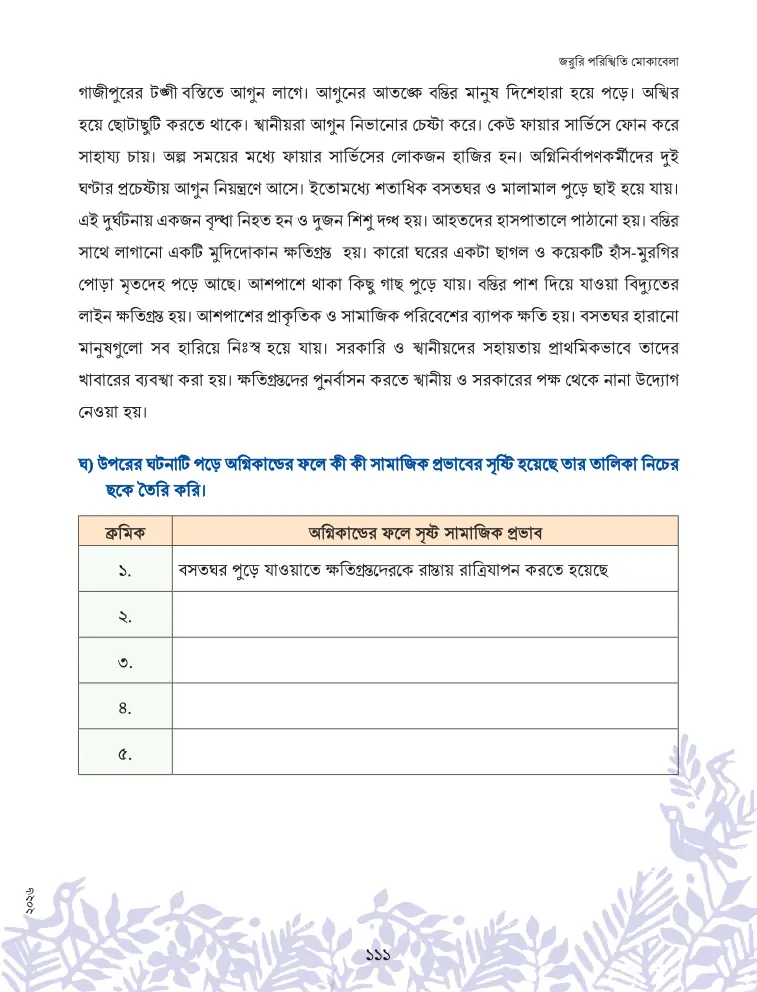 জরুরি পরিস্থিতি মোকাবেলা
গাজীপুরের টঙ্গী বস্তিতে আগুন লাগে। আগুনের আতঙ্কে বস্তির মানুষ দিশেহারা হয়ে পড়ে। অস্থির
হয়ে ছোটাছুটি করতে থাকে। স্থানীয়রা আগুন নিভানোর চেষ্টা করে। কেউ ফায়ার সার্ভিসে ফোন করে
সাহায্য চায়। অল্প সময়ের মধ্যে ফায়ার সার্ভিসের লোকজন হাজির হন। অগ্নিনির্বাপণকর্মীদের দুই
ঘণ্টার প্রচেষ্টায় আগুন নিয়ন্ত্রণে আসে। ইতোমধ্যে শতাধিক বসতঘর ও মালামাল পুড়ে ছাই হয়ে যায়।
এই দুর্ঘটনায় একজন বৃদ্ধা নিহত হন ও দুজন শিশু দগ্ধ হয়। আহতদের হাসপাতালে পাঠানো হয়। বস্তির
সাথে লাগানো একটি মুদিদোকান ক্ষতিগ্রস্ত হয়। কারো ঘরের একটা ছাগল ও কয়েকটি হাঁস-মুরগির
পোড়া মৃতদেহ পড়ে আছে। আশপাশে থাকা কিছু গাছ পুড়ে যায়। বস্তির পাশ দিয়ে যাওয়া বিদ্যুতের
লাইন ক্ষতিগ্রস্ত হয়। আশপাশের প্রাকৃতিক ও সামাজিক পরিবেশের ব্যাপক ক্ষতি হয়। বসতঘর হারানো
মানুষগুলো সব হারিয়ে নিঃস্ব হয়ে যায়। সরকারি ও স্থানীয়দের সহায়তায় প্রাথমিকভাবে তাদের
খাবারের ব্যবস্থা করা হয়। ক্ষতিগ্রস্তদের পুনর্বাসন করতে স্থানীয় ও সরকারের পক্ষ থেকে নানা উদ্যোগ
নেওয়া হয়।
ঘ) উপরের ঘটনাটি পড়ে অগ্নিকাণ্ডের ফলে কী কী সামাজিক প্রভাবের সৃষ্টি হয়েছে তার তালিকা নিচের
ছকে তৈরি করি।
ক্রমিক অগ্নিকাণ্ডের ফলে সৃষ্ট সামাজিক প্রভাব
১. বসতঘর পুড়ে যাওয়াতে ক্ষতিগ্রস্তদেরকে রাস্তায় রাত্রিযাপন করতে হয়েছে
২.
৩.
৪.
৫.
২০২৬
১১১